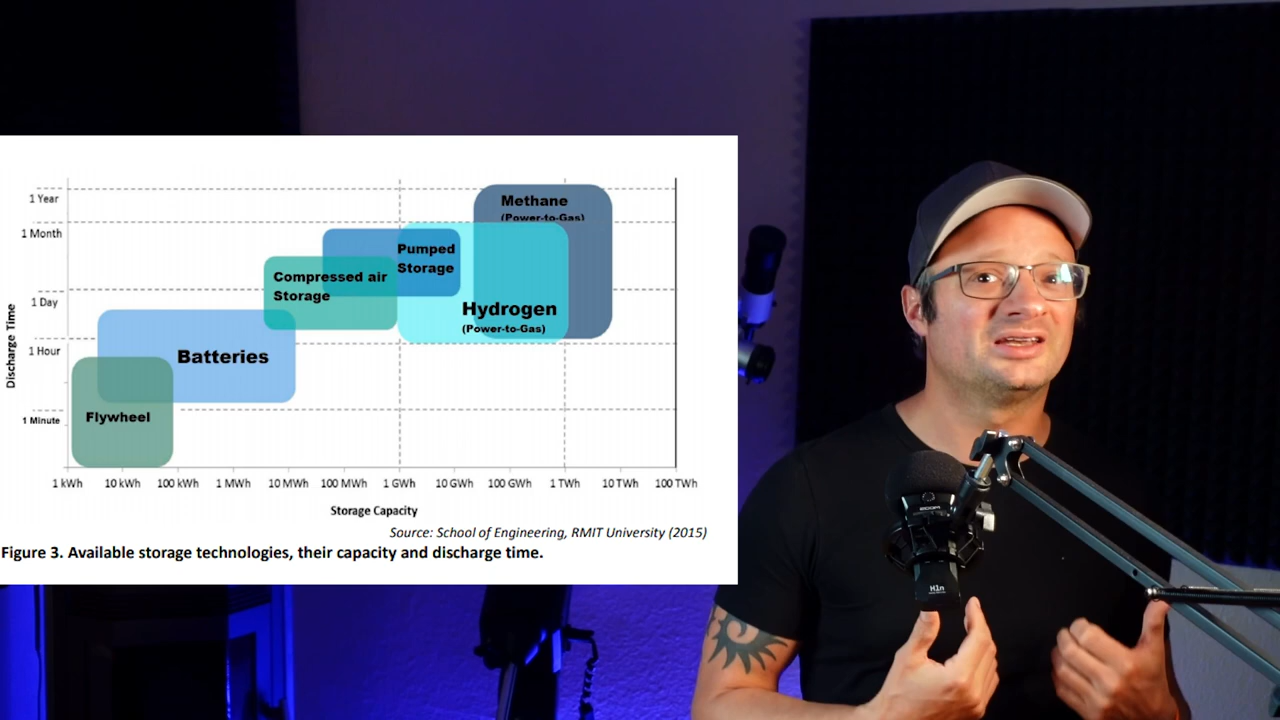 1 Year
1 Month
1 Day
1 Hour
1 Minute
Discharge Time
Methane
(Power-to-Gas)
Pumped
Storage
Compressed air
Storage
Hydrogen
(Power-to-Gas)
Batteries
Flywheel
1 kWh 10 kWh 100 kWh 1 MWh 10 MWh 100 MWh 1 GWh 10 GWh 100 GWh 1 TWh 10 TWh 100 TWh
Storage Capacity
Source: School of Engineering, RMIT University (2015)
Figure 3. Available storage technologies, their capacity and discharge time.
zoom
H1n